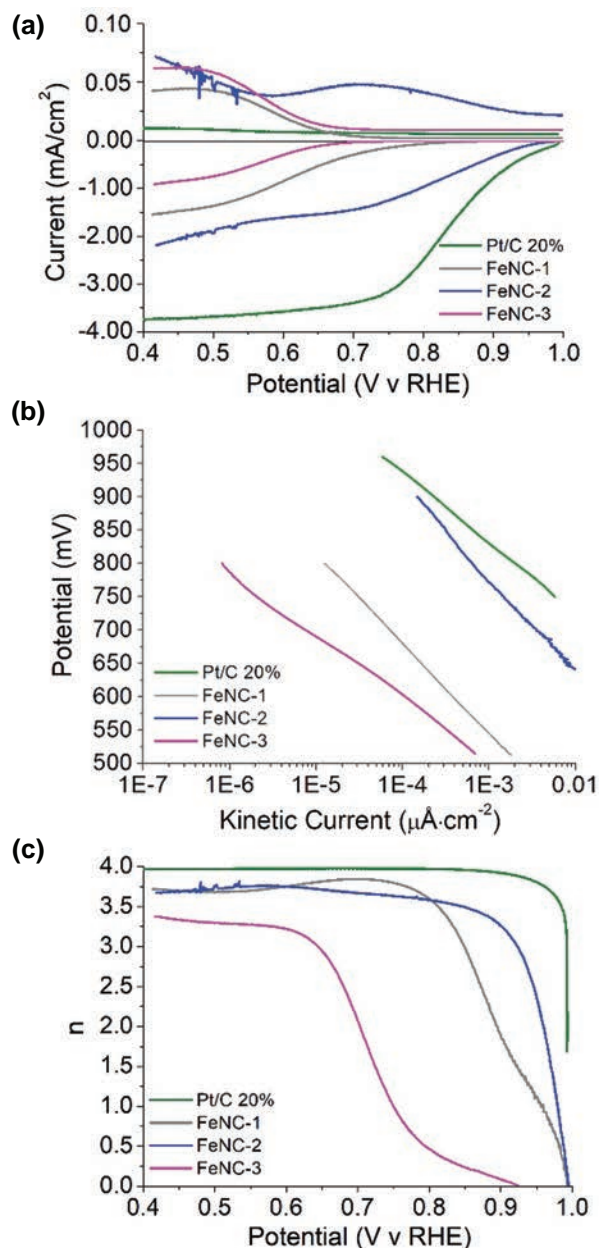 (a)
0.10
0.05
0.00
-1.00
-2.00
-3.00
-4.00
Current (mA/cm²)
Pt/C 20%
FeNC-1
FeNC-2
FeNC-3
0.4 0.5 0.6 0.7 0.8 0.9 1.0
Potential (V v RHE)
(b)
1000
950
900
850
800
750
700
650
600
550
500
Potential (mV)
Pt/C 20%
FeNC-1
FeNC-2
FeNC-3
1E-7 1E-6 1E-5 1E-4 1E-3 0.01
Kinetic Current (µÅ·cm⁻²)
(c)
4.0
3.5
3.0
2.5
2.0
1.5
1.0
0.5
0.0
n
Pt/C 20%
FeNC-1
FeNC-2
FeNC-3
0.4 0.5 0.6 0.7 0.8 0.9 1.0
Potential (V v RHE)